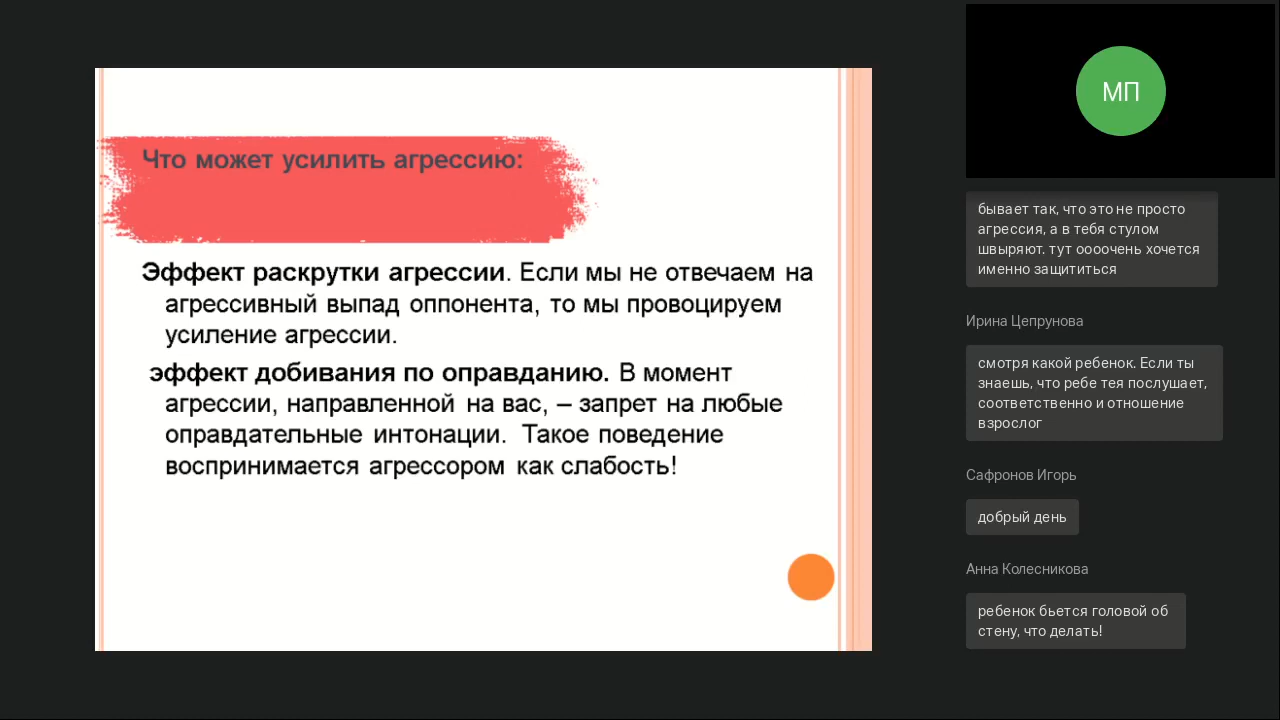 Что может усилить агрессию:
Эффект раскрутки агрессии. Если мы не отвечаем на
агрессивный выпад оппонента, то мы провоцируем
усиление агрессии.
эффект добивания по оправданию. В момент
агрессии, направленной на вас, – запрет на любые
оправдательные интонации. Такое поведение
воспринимается агрессором как слабость!
МП
бывает так, что это не просто
агрессия, а в тебя стулом
швыряют. тут оооочень хочется
именно защититься
Ирина Цепрунова
смотря какой ребенок. Если ты
знаешь, что ребе тея послушает,
соответственно и отношение
взрослог
Сафронов Игорь
добрый день
Анна Колесникова
ребенок бьется головой об
стену, что делать!